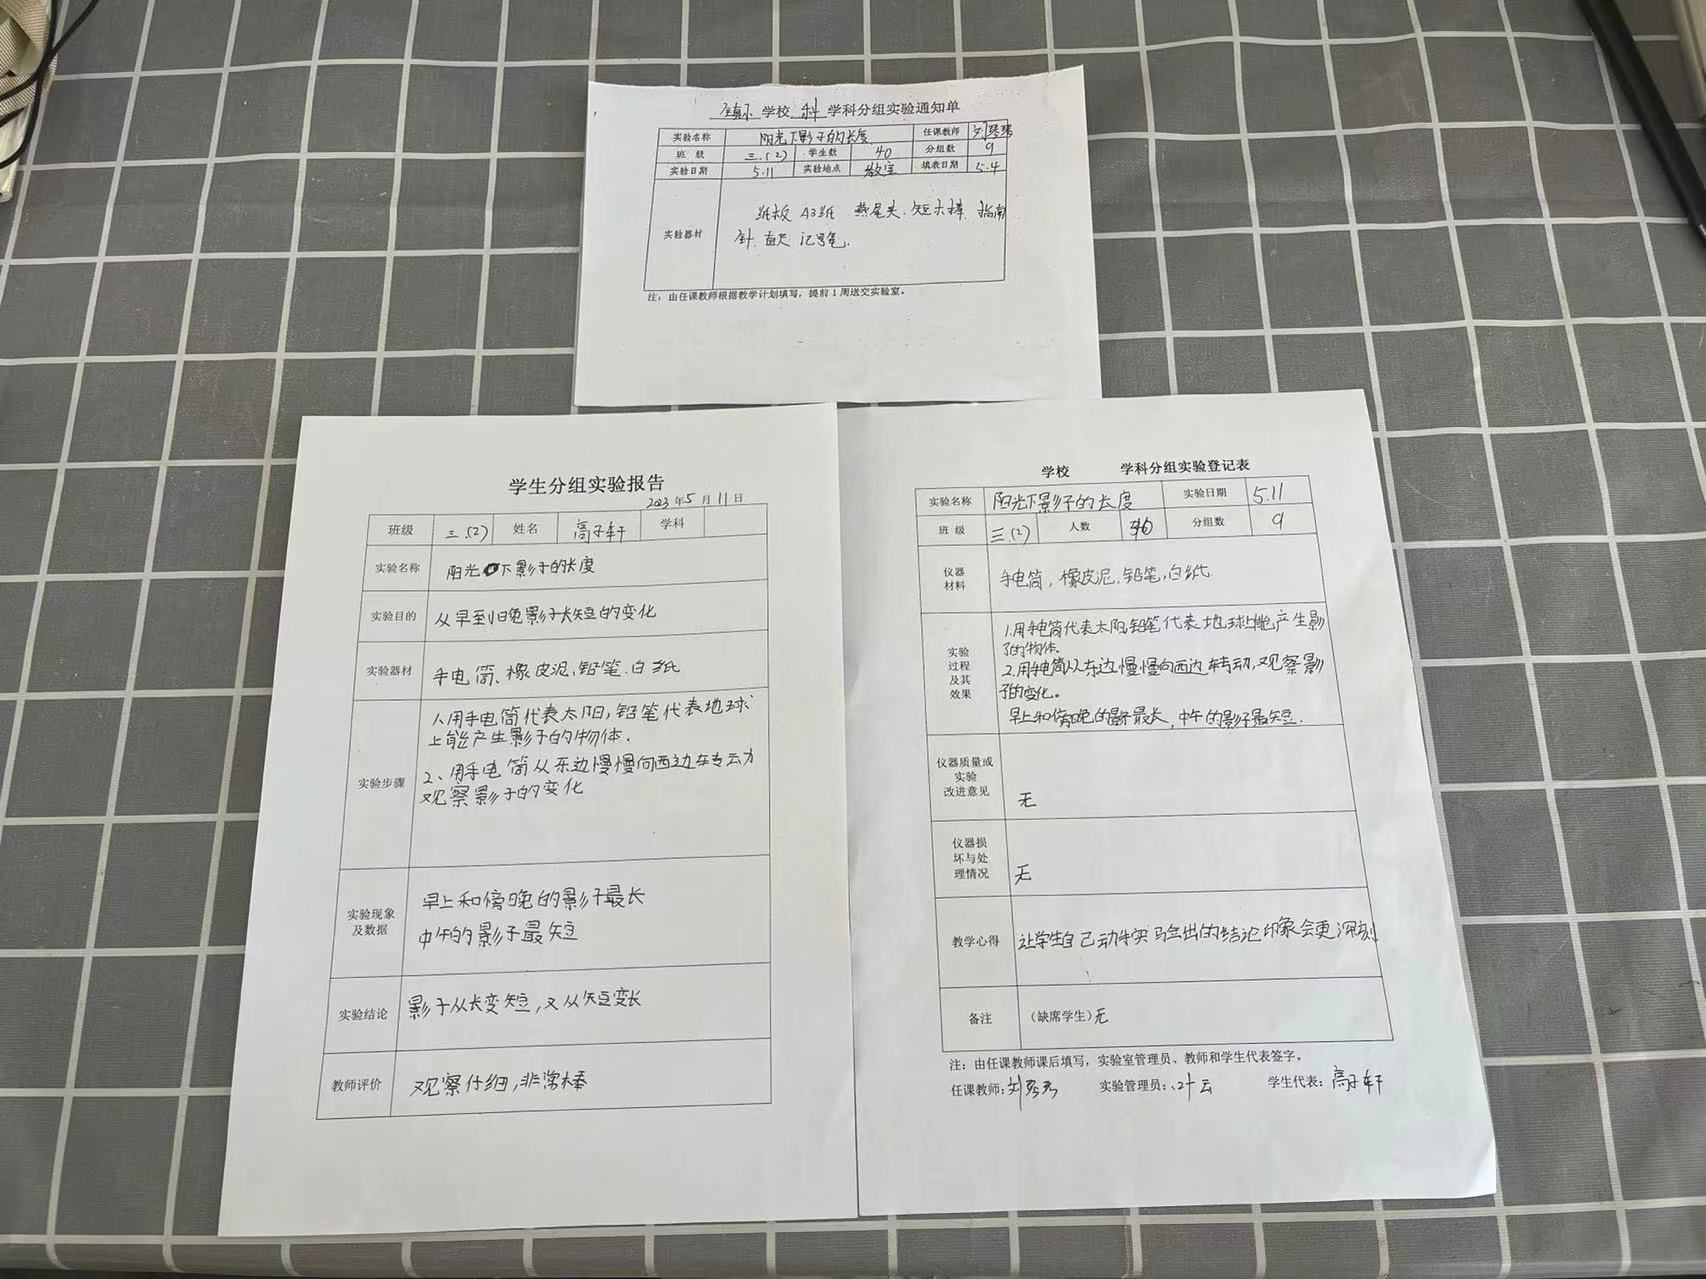 镇小 学校 科 学科分组实验通知单
实验名称 阳光下影子的长度 任课教师 刘琴琴
班 级 三.(2) 学生数 40 分组数 9
实验日期 5.11 实验地点 教室 填表日期 5.4
实验器材 纸板 A3纸 燕尾夹.短木棒.指南
针.直尺 记号笔.
注：由任课教师根据教学计划填写，提前1周送交实验室。
学生分组实验报告
2023年5月11日
班级 三.(2) 姓名 高子轩 学科
实验名称 阳光下影子的长度
实验目的 从早到晚影子长短的变化
实验器材 手电筒、橡皮泥,铅笔.白纸
实验步骤
1、用手电筒代表太阳,铅笔代表地球
上能产生影子的物体.
2、用手电筒从东边慢慢向西边转动
观察影子的变化
实验现象及数据
早上和傍晚的影子最长
中午的影子最短
实验结论 影子从长变短,又从短变长
教师评价 观察仔细,非常棒
学校 学科分组实验登记表
实验名称 阳光下影子的长度 实验日期 5.11
班 级 三.(2) 人数 40 分组数 9
仪器
材料
手电筒,橡皮泥.铅笔,白纸.
实验
过程
及其
效果
1.用手电筒代表太阳,铅笔代表地球上能产生影
子的物体.
2.用手电筒从东边慢慢向西边转动,观察影
子的变化。
早上和傍晚的影子最长,中午的影子最短.
仪器质量或
实验
改进意见
无
仪器损
坏与处
理情况
无
教学心得 让学生自己动手实验得出的结论印象会更深刻
备注 (缺席学生)无
注：由任课教师课后填写，实验室管理员、教师和学生代表签字。
任课教师:刘琴琴 实验管理员:叶云 学生代表:高子轩